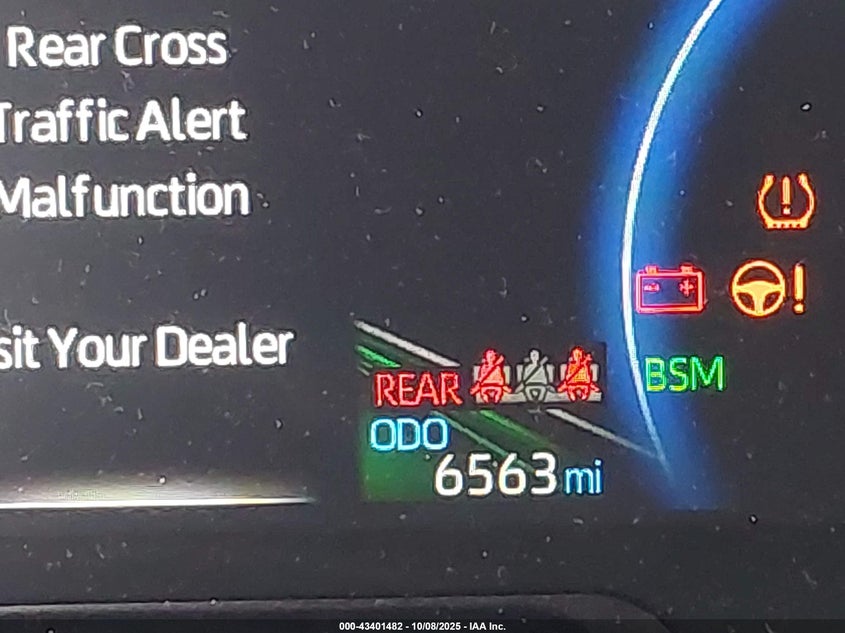 Rear Cross
Traffic Alert
Malfunction
sit Your Dealer
REAR
BSM
ODO
6563 mi
000-43401482 - 10/08/2025 - IAA Inc.